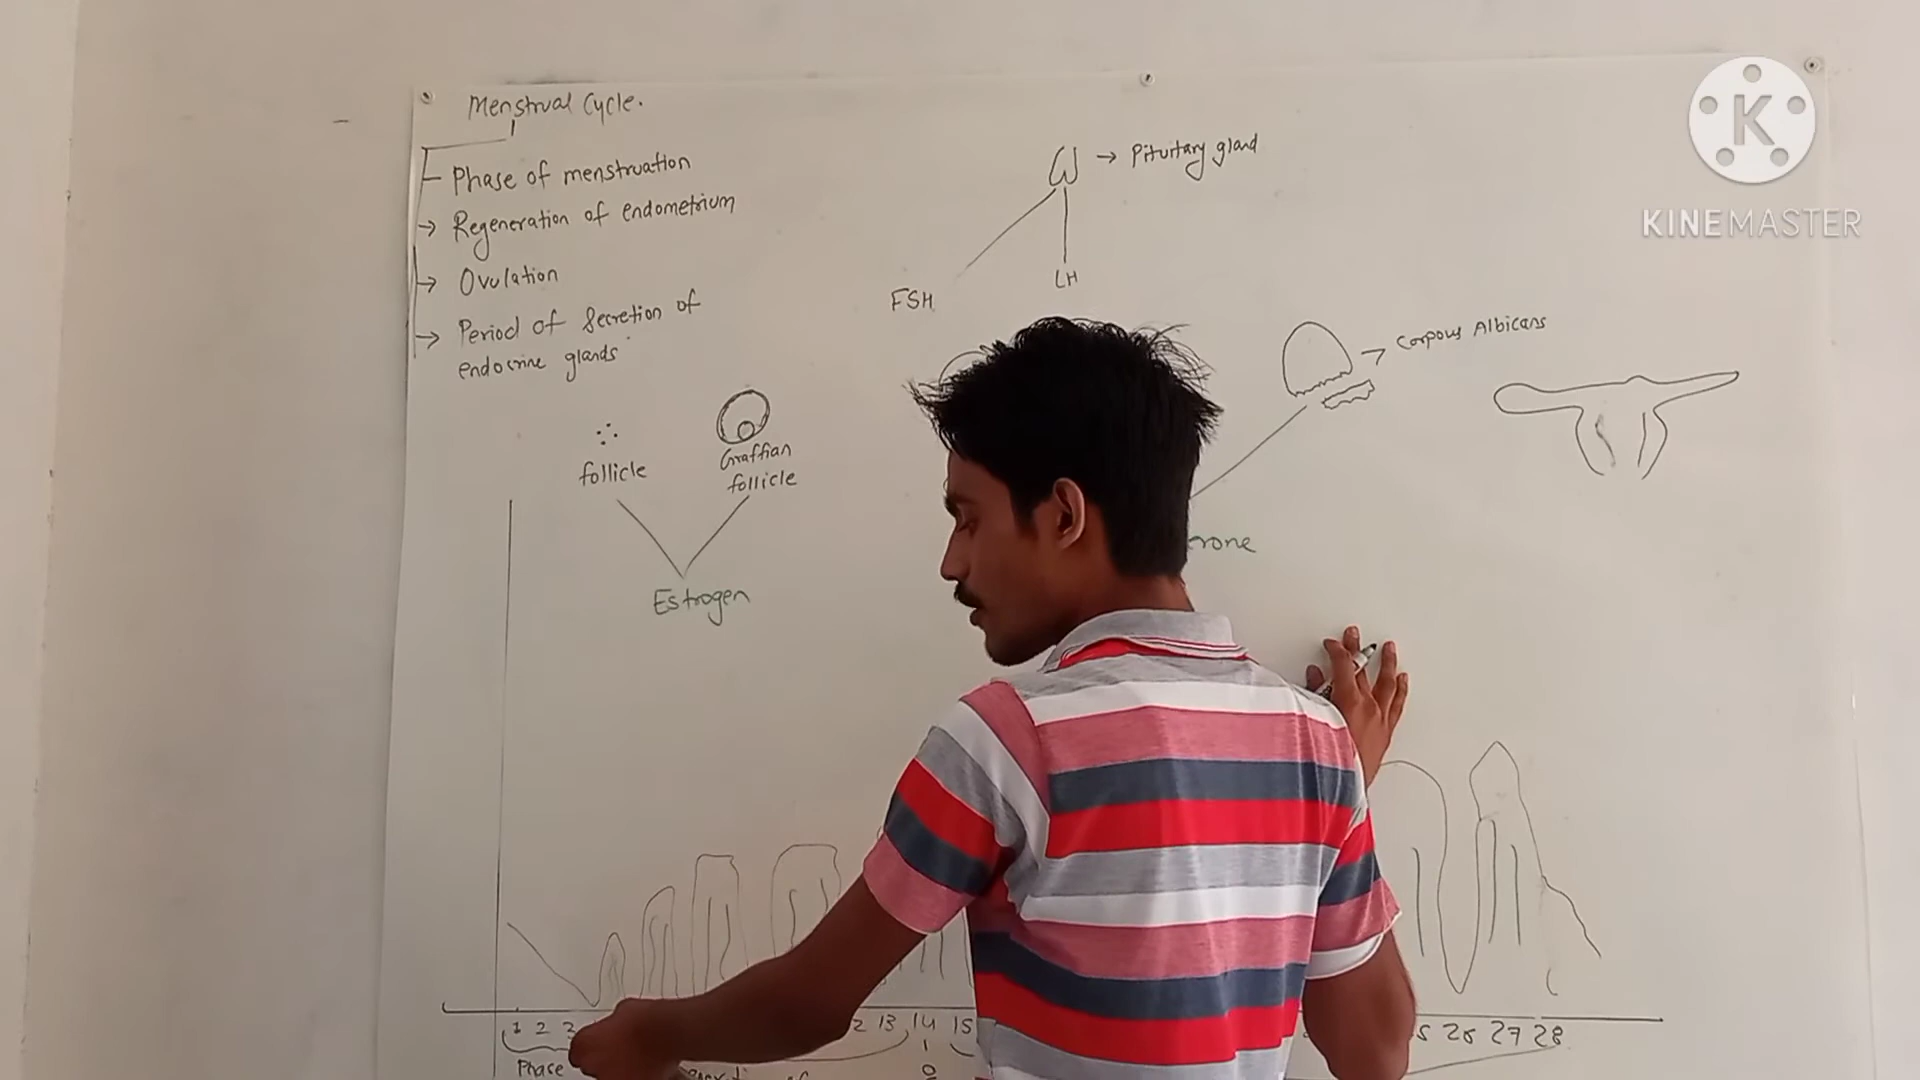 Menstrual Cycle.
Phase of menstruation
→ Regeneration of endometrium
→ Ovulation
→ Period of Secretion of
endocrine glands
→ Pituitary gland
FSH
LH
→ Corpous Albicans
follicle
Graffian
follicle
Estrogen
rone
1 2 3
2 13 14 15
5 26 27 28
Phase
K
KINEMASTER